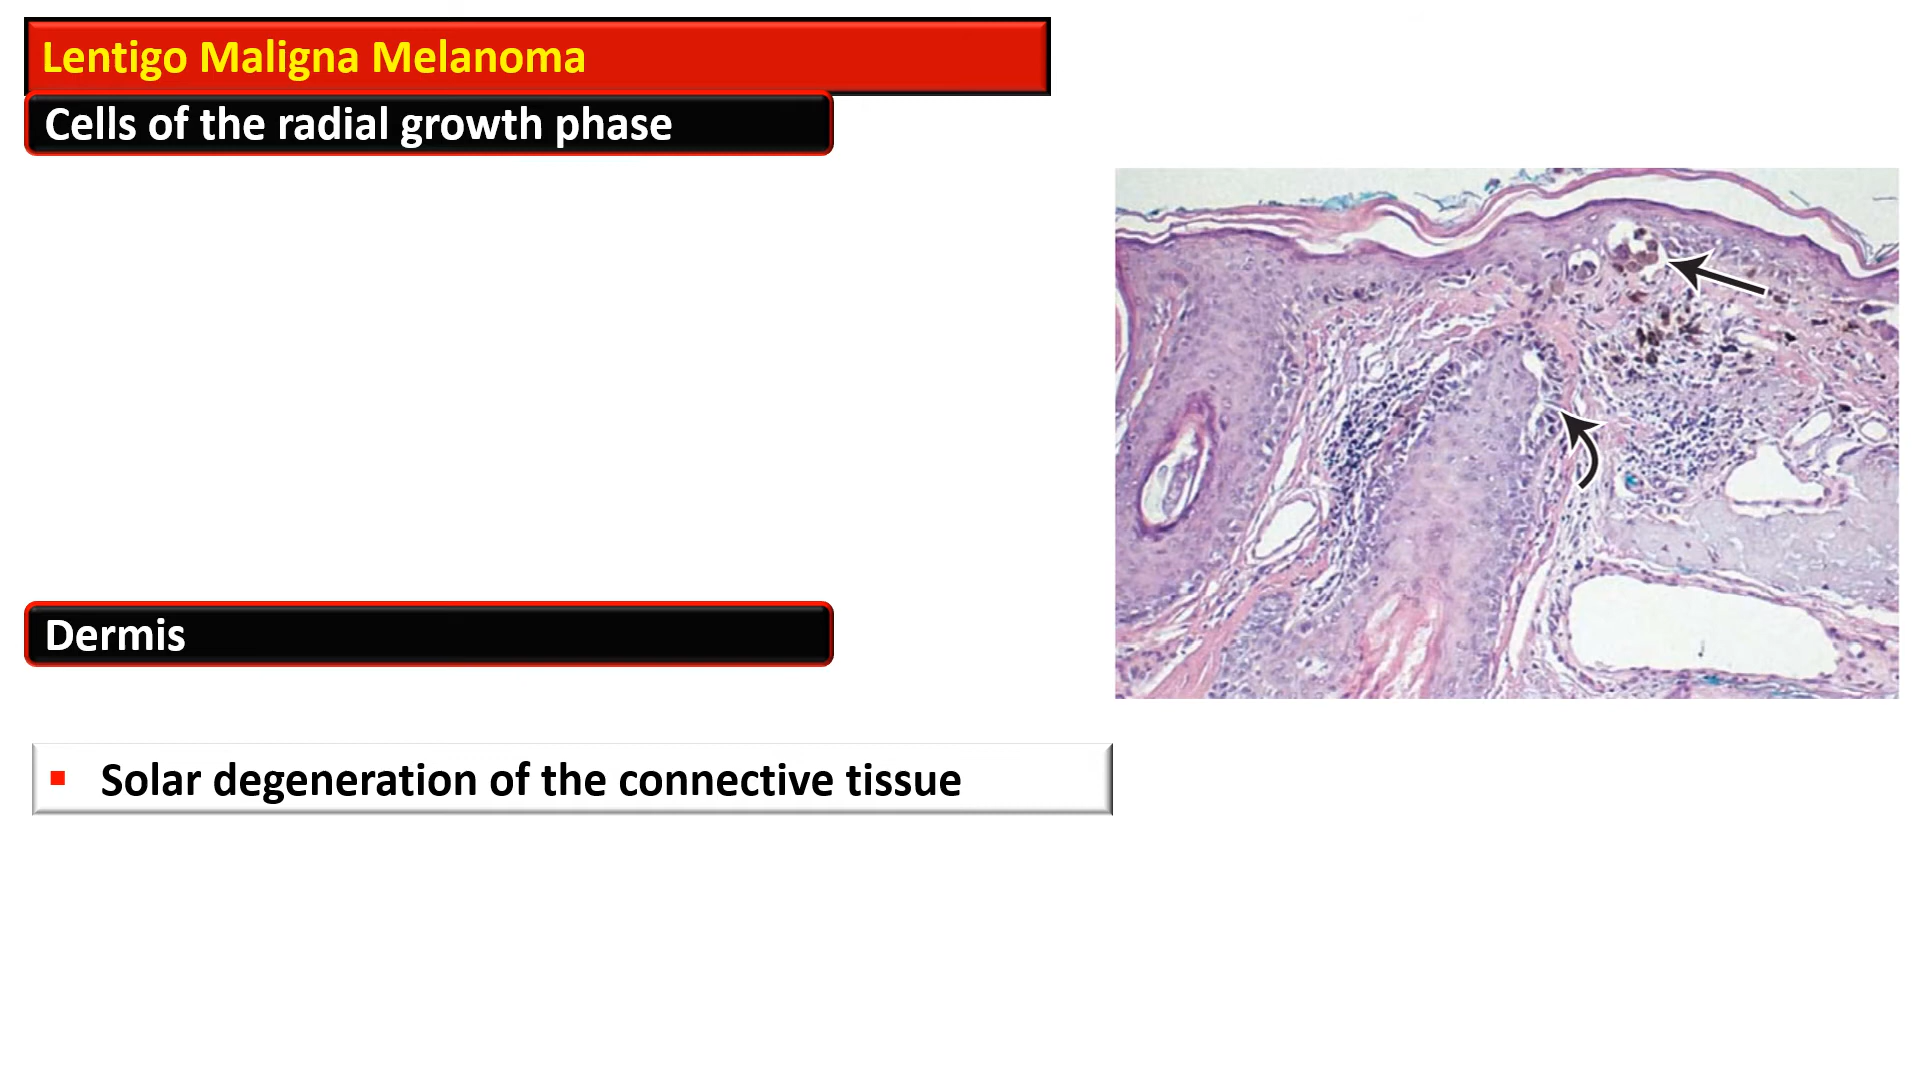 Lentigo Maligna Melanoma
Cells of the radial growth phase
Dermis
▪ Solar degeneration of the connective tissue